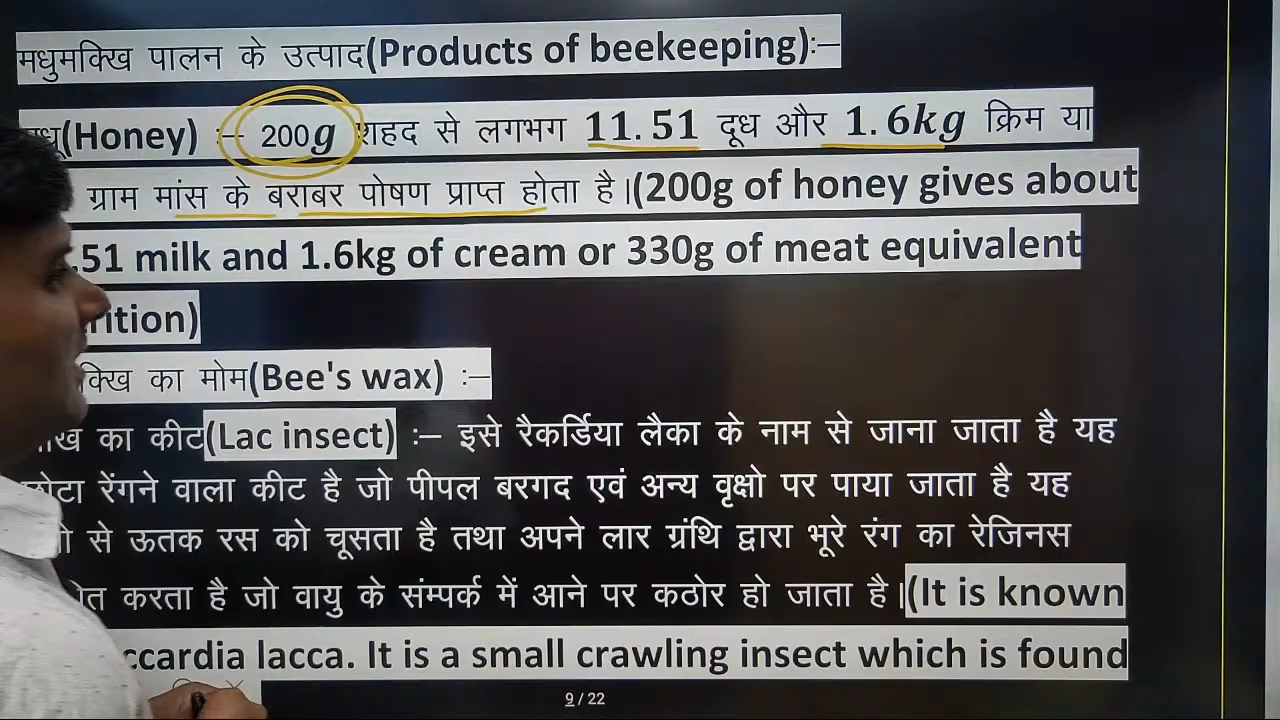 मधुमक्खि पालन के उत्पाद(Products of beekeeping):–
(Honey) :– 200g शहद से लगभग 11.51 दूध और 1.6kg क्रिम या
ग्राम मांस के बराबर पोषण प्राप्त होता है।(200g of honey gives about
.51 milk and 1.6kg of cream or 330g of meat equivalent
rition)
क्खि का मोम(Bee's wax) :–
का कीट(Lac insect) :– इसे रैकर्डिया लैका के नाम से जाना जाता है यह
छोटा रेंगने वाला कीट है जो पीपल बरगद एवं अन्य वृक्षो पर पाया जाता है यह
से ऊतक रस को चूसता है तथा अपने लार ग्रंथि द्वारा भूरे रंग का रेजिनस
करता है जो वायु के संम्पर्क में आने पर कठोर हो जाता है।(It is known
ccardia lacca. It is a small crawling insect which is found
9 / 22